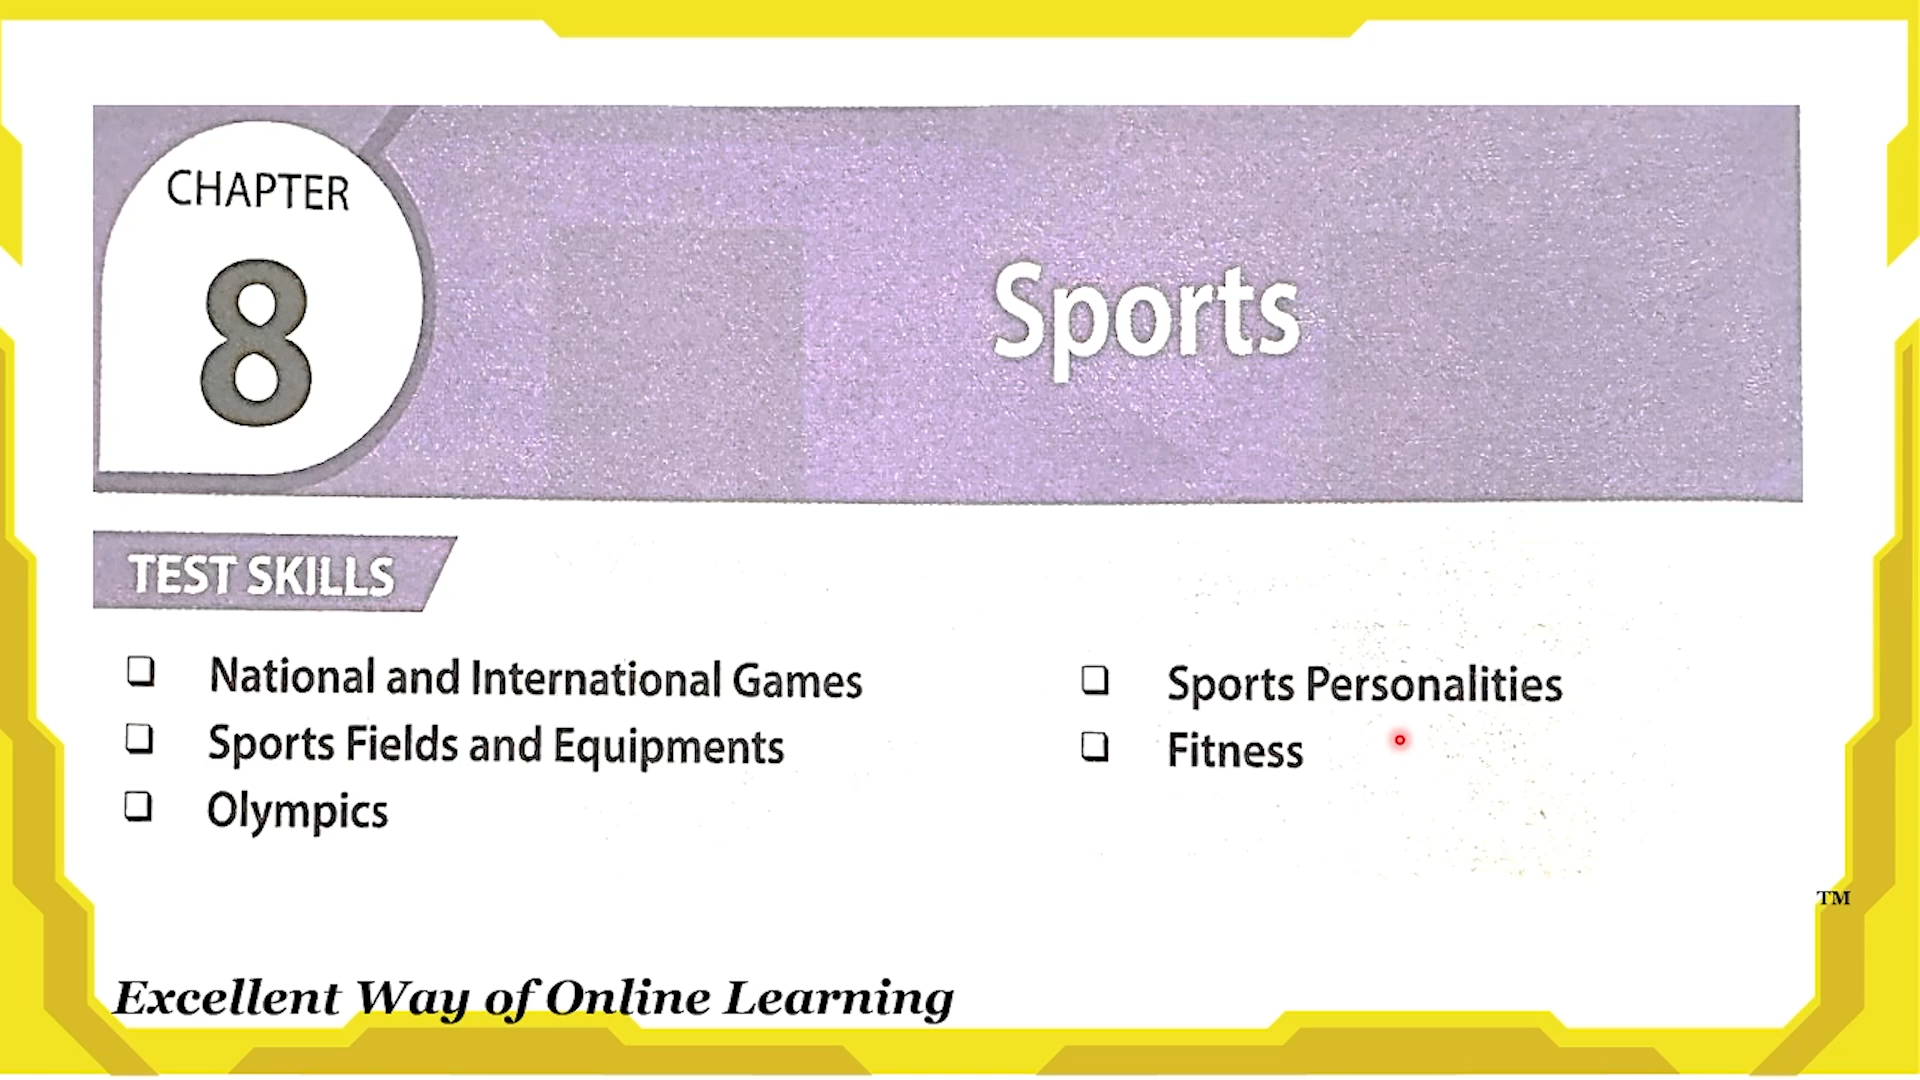 CHAPTER
8
Sports
TEST SKILLS
❑ National and International Games
❑ Sports Fields and Equipments
❑ Olympics
❑ Sports Personalities
❑ Fitness
TM
Excellent Way of Online Learning